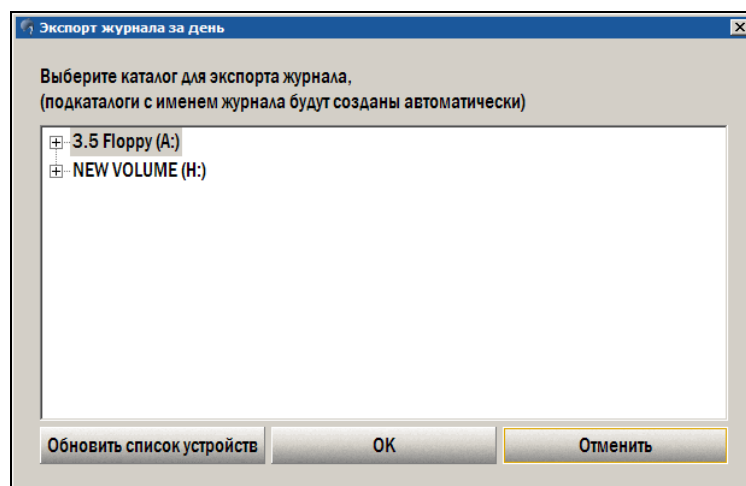 Экспорт журнала за день
Выберите каталог для экспорта журнала,
(подкаталоги с именем журнала будут созданы автоматически)
3.5 Floppy (A:)
NEW VOLUME (H:)
Обновить список устройств
OK
Отменить